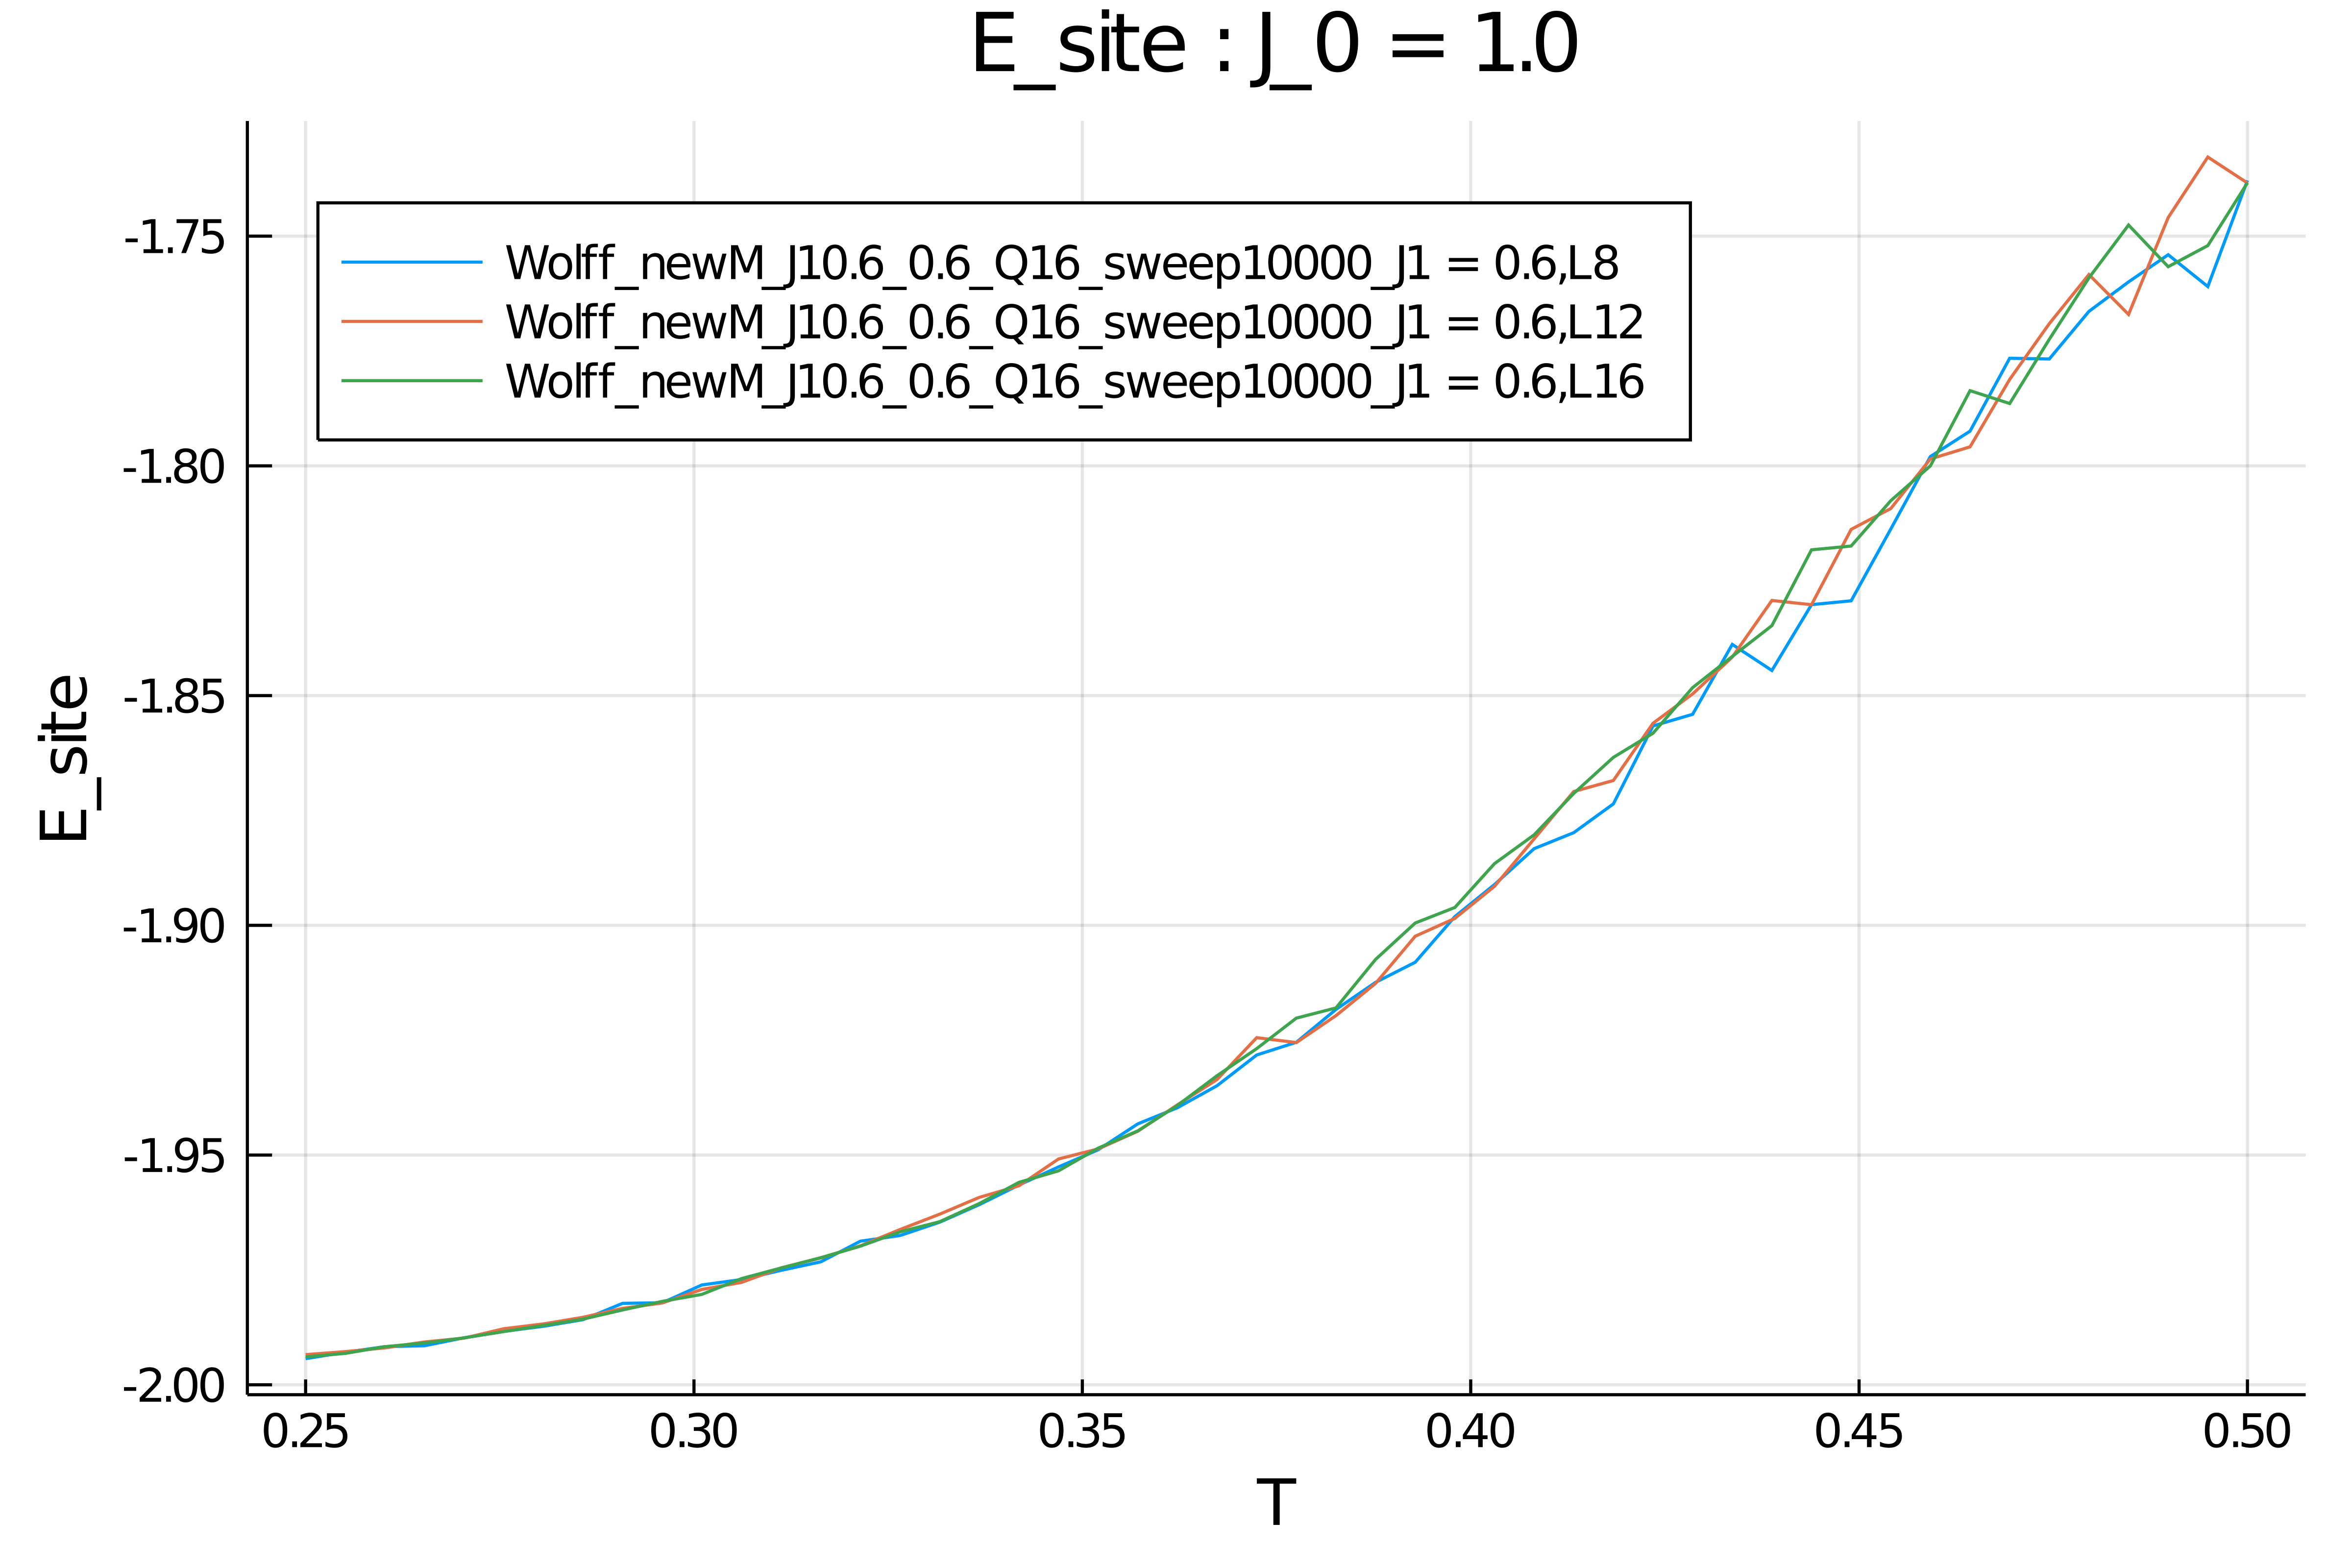 E_site : J_0 = 1.0
Wolff_newM_J10.6_0.6_Q16_sweep10000_J1 = 0.6,L8
Wolff_newM_J10.6_0.6_Q16_sweep10000_J1 = 0.6,L12
Wolff_newM_J10.6_0.6_Q16_sweep10000_J1 = 0.6,L16
E_site
-1.75
-1.80
-1.85
-1.90
-1.95
-2.00
0.25 0.30 0.35 0.40 0.45 0.50
T